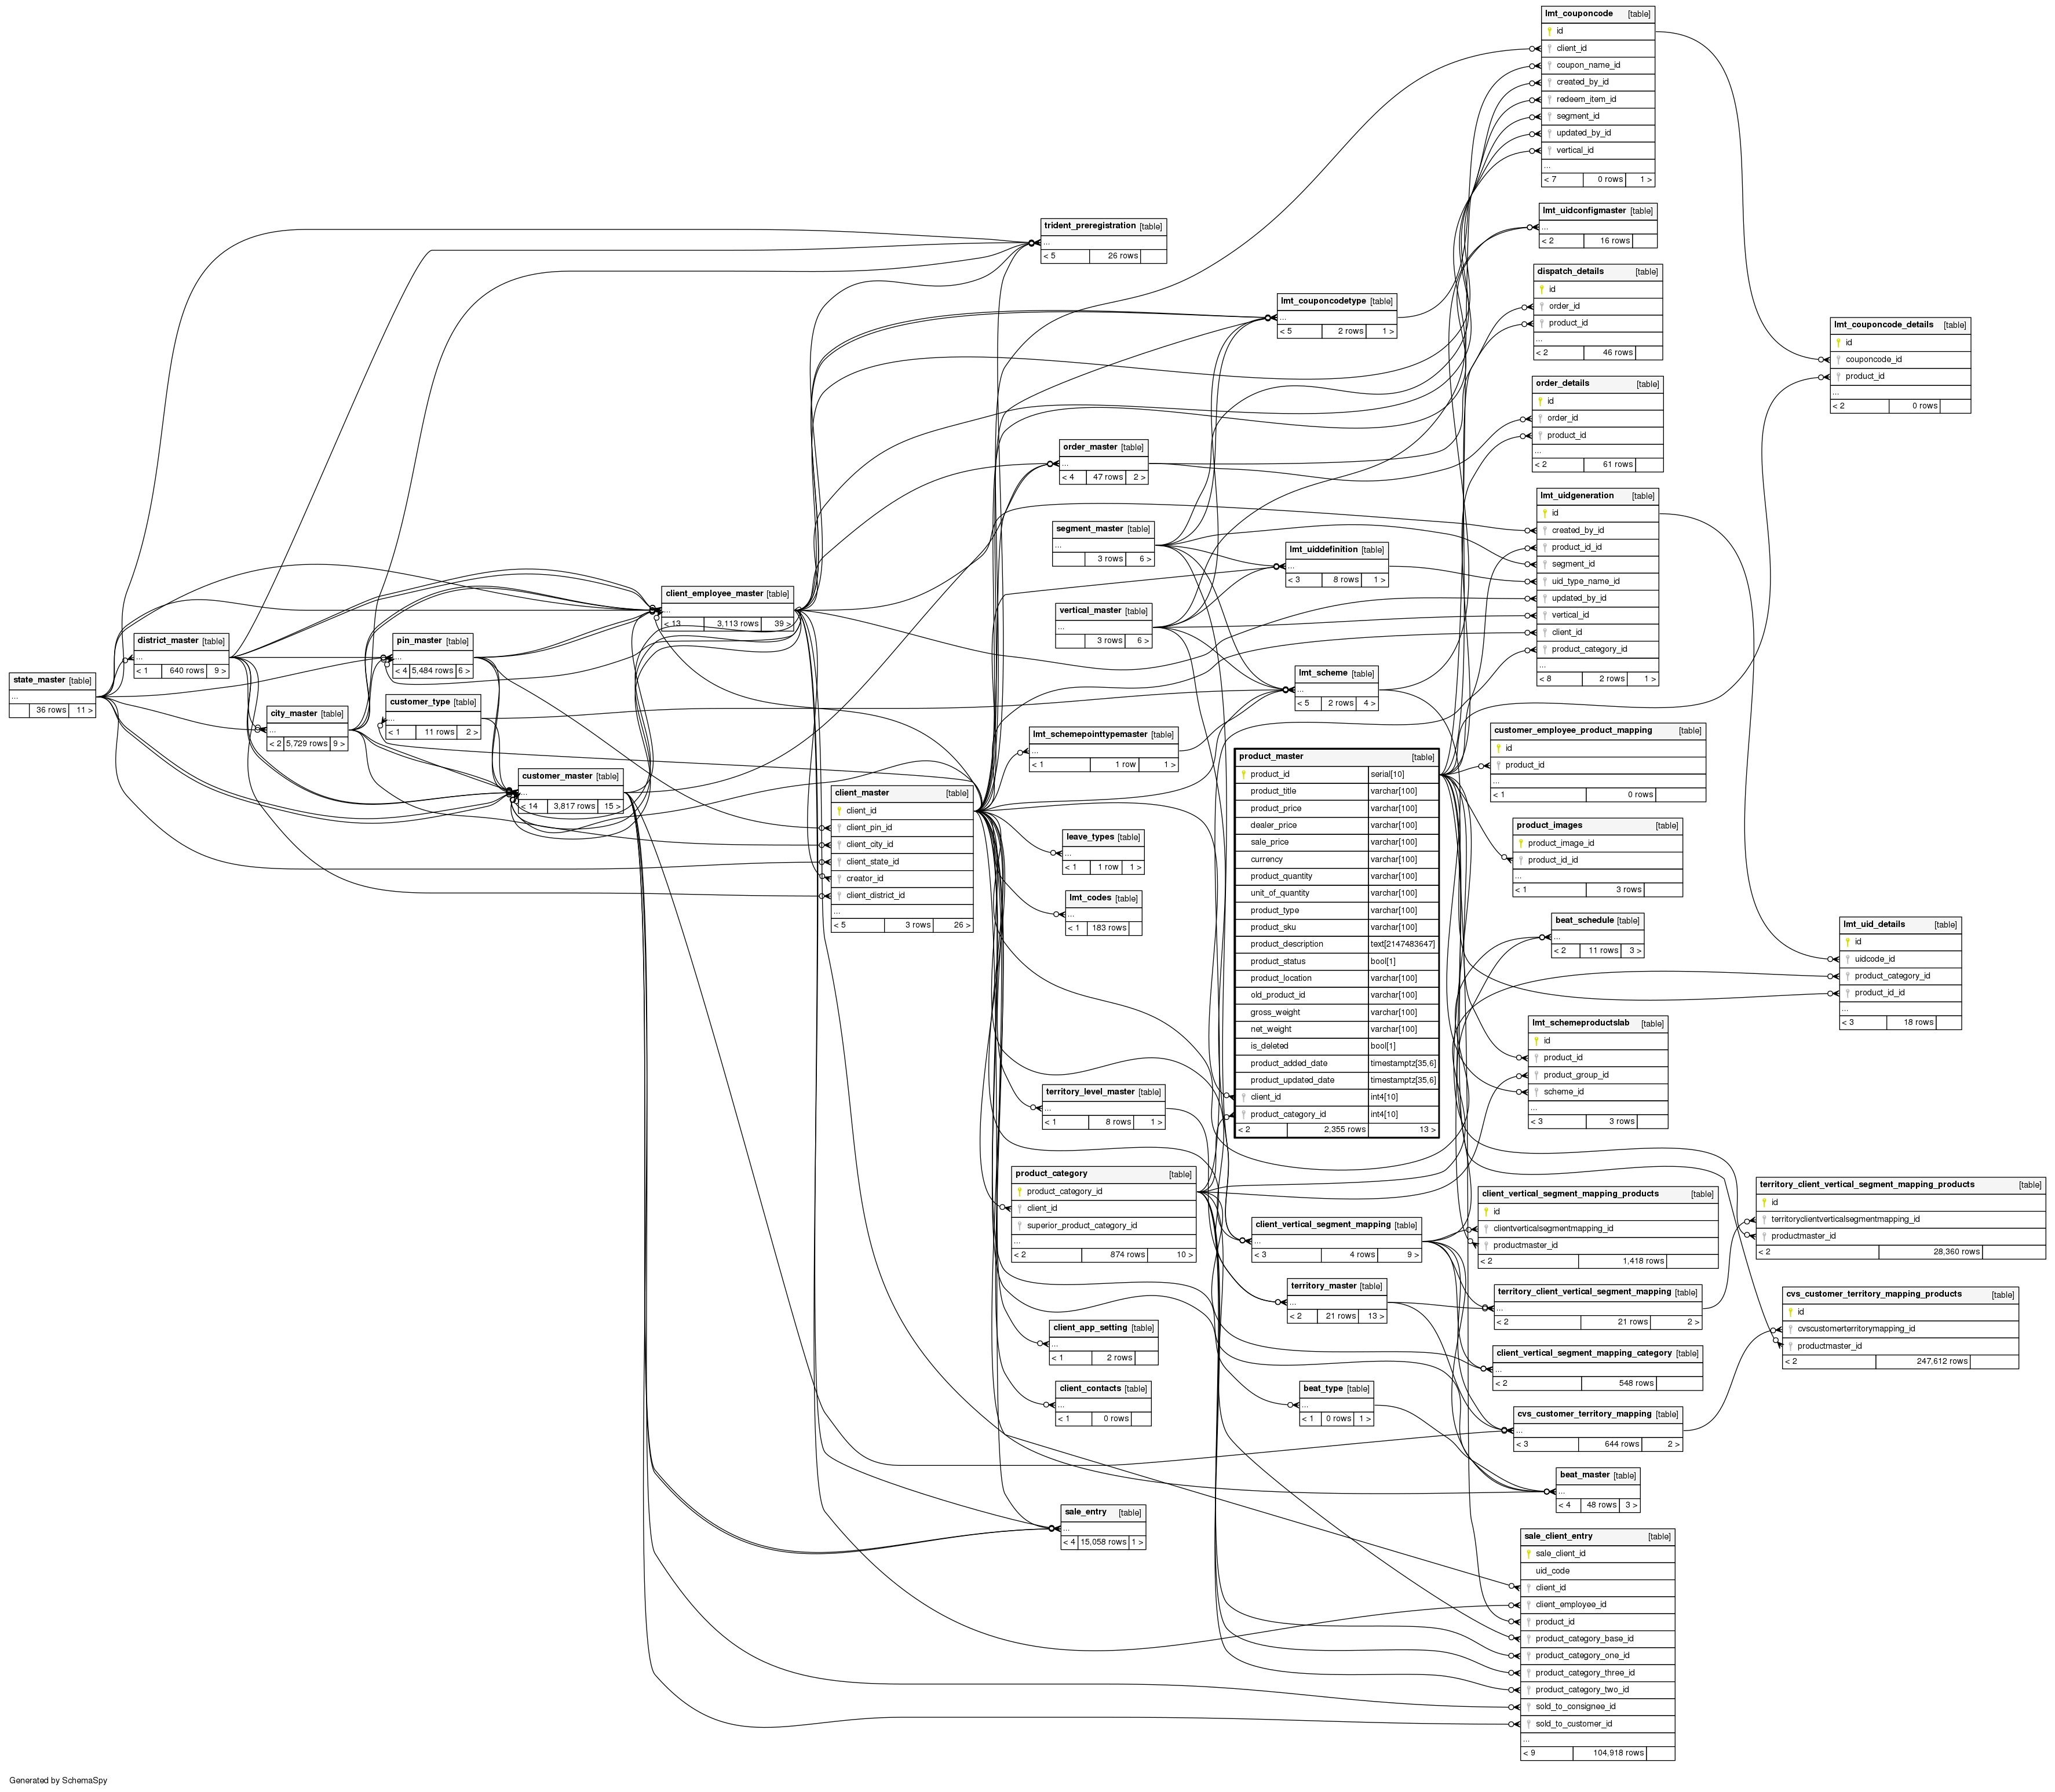 lmt_couponcode [table]
id
client_id
coupon_name_id
created_by_id
redeem_item_id
segment_id
updated_by_id
vertical_id
...
< 7 0 rows 1 >
lmt_uidconfigmaster [table]
...
< 2 16 rows
trident_preregistration [table]
...
< 5 26 rows
dispatch_details [table]
id
order_id
product_id
...
< 2 46 rows
lmt_couponcodetype [table]
...
< 5 2 rows 1 >
lmt_couponcode_details [table]
id
couponcode_id
product_id
...
< 2 0 rows
order_details [table]
id
order_id
product_id
...
< 2 61 rows
order_master [table]
...
< 4 47 rows 2 >
lmt_uidgeneration [table]
id
created_by_id
product_id_id
segment_id
uid_type_name_id
updated_by_id
vertical_id
client_id
product_category_id
...
< 8 2 rows 1 >
segment_master [table]
...
3 rows 6 >
lmt_uiddefinition [table]
...
< 3 8 rows 1 >
client_employee_master [table]
...
< 13 3,113 rows 39 >
vertical_master [table]
...
3 rows 6 >
district_master [table]
...
< 1 640 rows 9 >
pin_master [table]
...
< 4 5,484 rows 6 >
state_master [table]
...
36 rows 11 >
lmt_scheme [table]
...
< 5 2 rows 4 >
customer_type [table]
...
< 1 11 rows 2 >
city_master [table]
...
< 2 5,729 rows 9 >
customer_employee_product_mapping [table]
id
product_id
...
< 1 0 rows
lmt_schemepointtypemaster [table]
...
< 1 1 row 1 >
product_master [table]
product_id serial[10]
product_title varchar[100]
product_price varchar[100]
dealer_price varchar[100]
sale_price varchar[100]
currency varchar[100]
product_quantity varchar[100]
unit_of_quantity varchar[100]
product_type varchar[100]
product_sku varchar[100]
product_description text[2147483647]
product_status bool[1]
product_location varchar[100]
old_product_id varchar[100]
gross_weight varchar[100]
net_weight varchar[100]
is_deleted bool[1]
product_added_date timestamptz[35,6]
product_updated_date timestamptz[35,6]
client_id int4[10]
product_category_id int4[10]
< 2 2,355 rows 13 >
customer_master [table]
...
< 14 3,817 rows 15 >
client_master [table]
client_id
client_pin_id
client_city_id
client_state_id
creator_id
client_district_id
...
< 5 3 rows 26 >
product_images [table]
product_image_id
product_id_id
...
< 1 3 rows
leave_types [table]
...
< 1 1 row 1 >
lmt_codes [table]
...
< 1 183 rows
beat_schedule [table]
...
< 2 11 rows 3 >
lmt_uid_details [table]
id
uidcode_id
product_category_id
product_id_id
...
< 3 18 rows
lmt_schemeproductslab [table]
id
product_id
product_group_id
scheme_id
...
< 3 3 rows
territory_level_master [table]
...
< 1 8 rows 1 >
product_category [table]
product_category_id
client_id
superior_product_category_id
...
< 2 874 rows 10 >
client_vertical_segment_mapping_products [table]
id
clientverticalsegmentmapping_id
productmaster_id
< 2 1,418 rows
territory_client_vertical_segment_mapping_products [table]
id
territoryclientverticalsegmentmapping_id
productmaster_id
< 2 28,360 rows
client_vertical_segment_mapping [table]
...
< 3 4 rows 9 >
territory_master [table]
...
< 2 21 rows 13 >
territory_client_vertical_segment_mapping [table]
...
< 2 21 rows 2 >
cvs_customer_territory_mapping_products [table]
id
cvscustomerterritorymapping_id
productmaster_id
< 2 247,612 rows
client_app_setting [table]
...
< 1 2 rows
client_vertical_segment_mapping_category [table]
...
< 2 548 rows
client_contacts [table]
...
< 1 0 rows
beat_type [table]
...
< 1 0 rows 1 >
cvs_customer_territory_mapping [table]
...
< 3 644 rows 2 >
beat_master [table]
...
< 4 48 rows 3 >
sale_entry [table]
...
< 4 15,058 rows 1 >
sale_client_entry [table]
sale_client_id
uid_code
client_id
client_employee_id
product_id
product_category_base_id
product_category_one_id
product_category_three_id
product_category_two_id
sold_to_consignee_id
sold_to_customer_id
...
< 9 104,918 rows
Generated by SchemaSpy